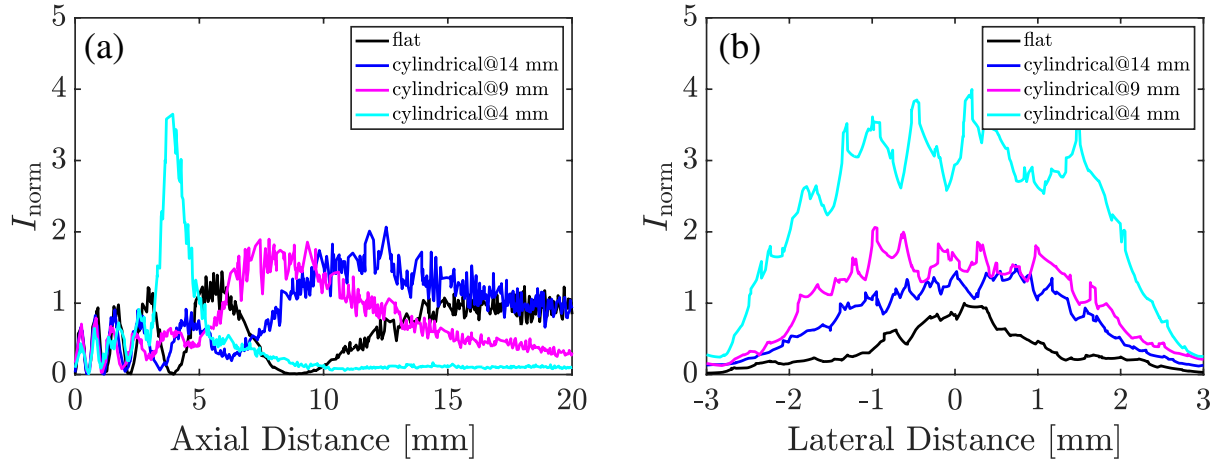 (a)
flat
cylindrical@14 mm
cylindrical@9 mm
cylindrical@4 mm
5
4
3
2
1
0
I_norm
0 5 10 15 20
Axial Distance [mm]
(b)
flat
cylindrical@14 mm
cylindrical@9 mm
cylindrical@4 mm
5
4
3
2
1
0
I_norm
-3 -2 -1 0 1 2 3
Lateral Distance [mm]